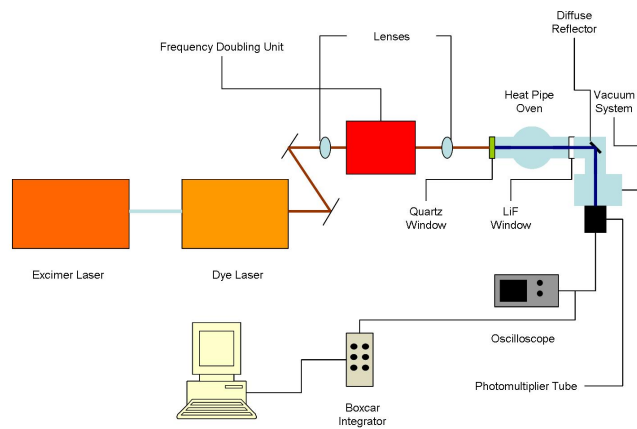 Diffuse
Reflector
Frequency Doubling Unit
Lenses
Heat Pipe
Oven
Vacuum
System
Quartz
Window
LiF
Window
Excimer Laser
Dye Laser
Oscilloscope
Photomultiplier Tube
Boxcar
Integrator